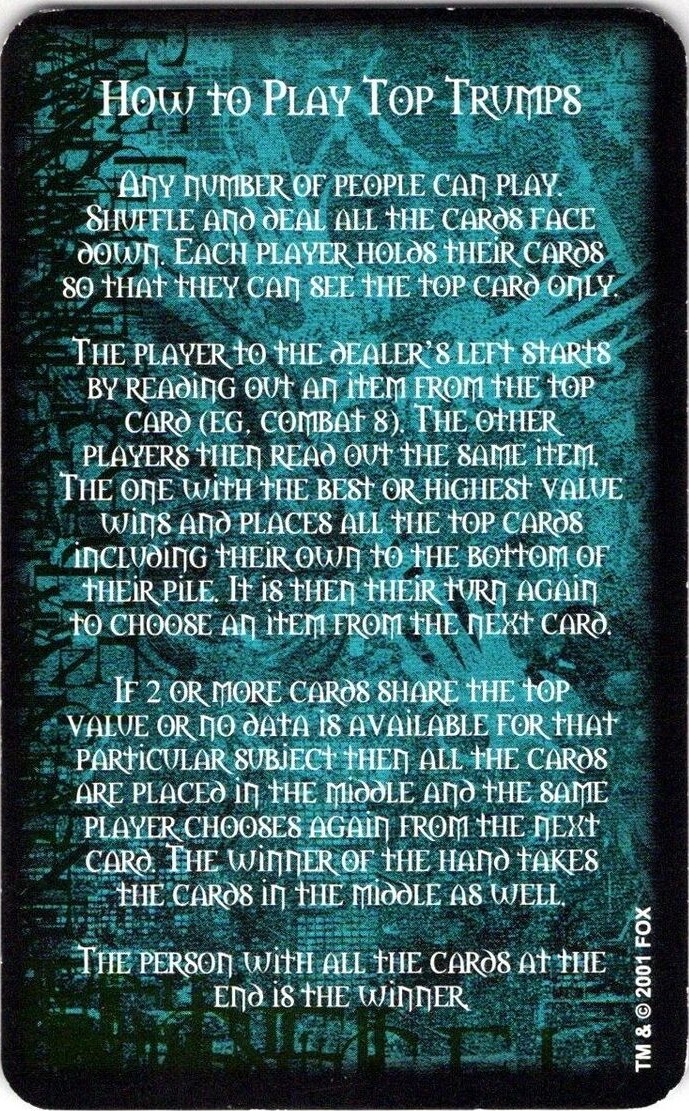 How to Play Top Trumps
Any number of people can play.
Shuffle and deal all the cards face
down. Each player holds their cards
so that they can see the top card only.
The player to the dealer's left starts
by reading out an item from the top
card (eg. Combat 8). The other
players then read out the same item.
The one with the best or highest value
wins and places all the top cards
including their own to the bottom of
their pile. It is then their turn again
to choose an item from the next card.
If 2 or more cards share the top
value or no data is available for that
particular subject then all the cards
are placed in the middle and the same
player chooses again from the next
card. The winner of the hand takes
the cards in the middle as well.
The person with all the cards at the
end is the winner
TM & © 2001 FOX